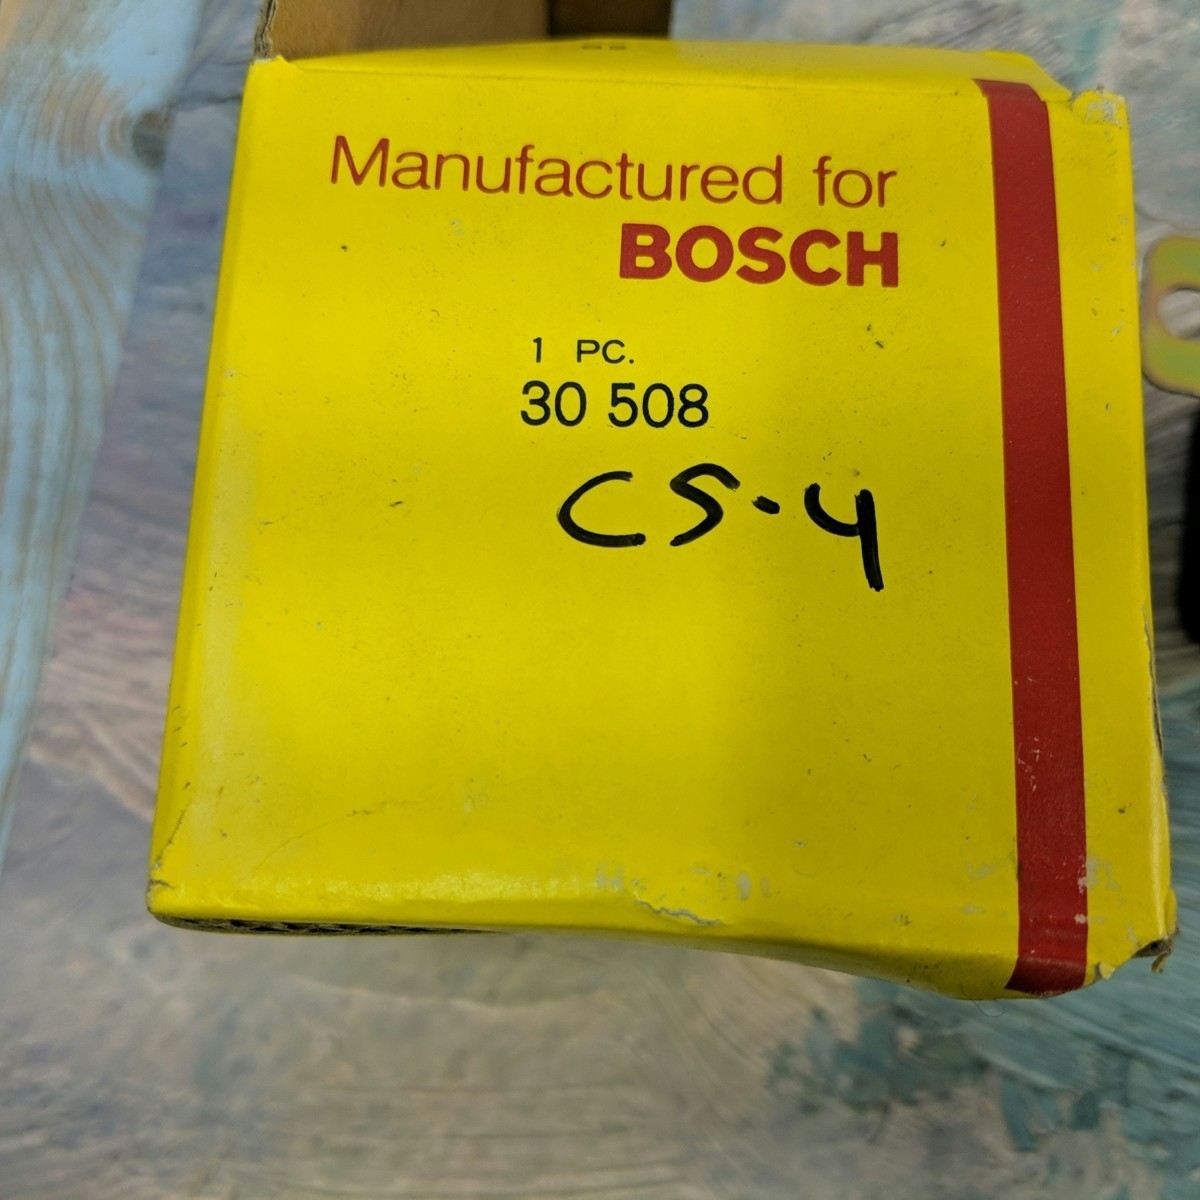 Manufactured for
BOSCH
1 PC.
30 508
CS-4